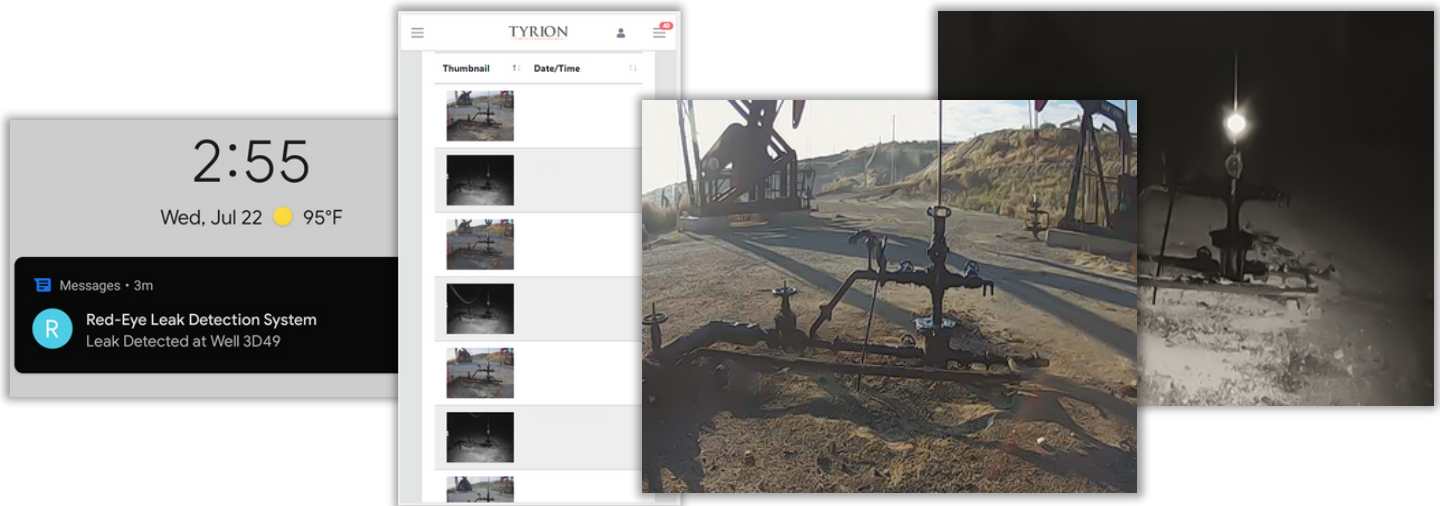 2:55
Wed, Jul 22 95°F
Messages • 3m
R
Red-Eye Leak Detection System
Leak Detected at Well 3D49
TYRION
40
Thumbnail
Date/Time